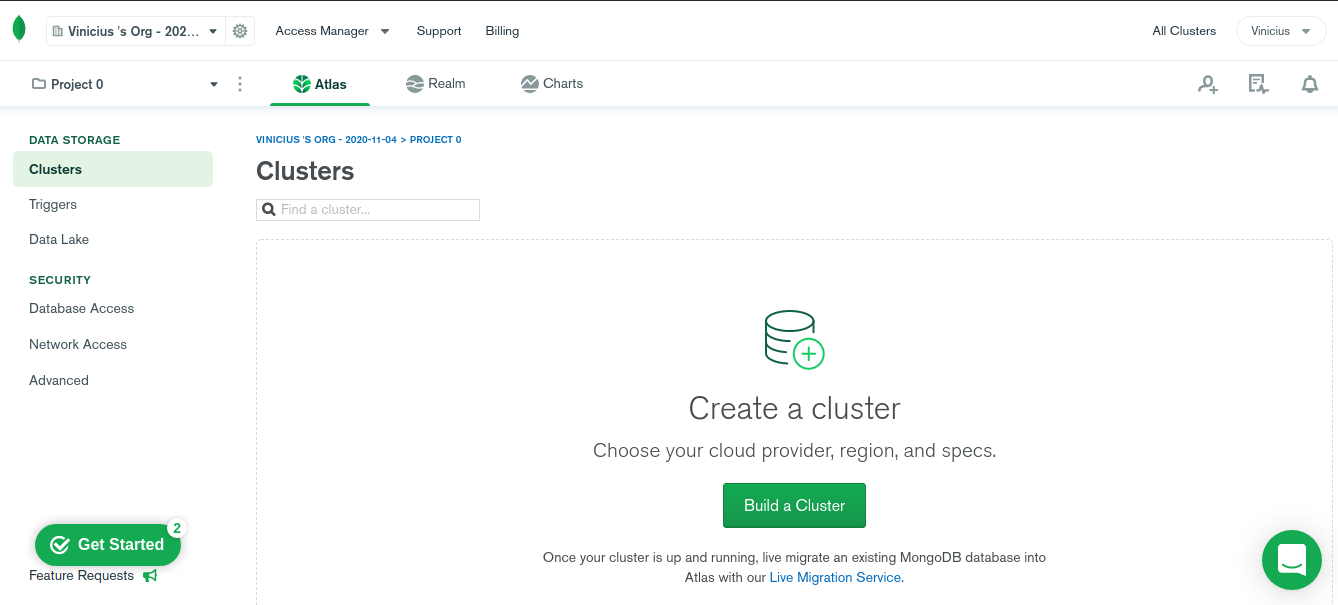 Vinicius 's Org - 202...
Access Manager
Support
Billing
All Clusters
Vinicius
Project 0
Atlas
Realm
Charts
DATA STORAGE
Clusters
Triggers
Data Lake
SECURITY
Database Access
Network Access
Advanced
2
Get Started
Feature Requests
VINICIUS 'S ORG - 2020-11-04 > PROJECT 0
Clusters
Find a cluster...
Create a cluster
Choose your cloud provider, region, and specs.
Build a Cluster
Once your cluster is up and running, live migrate an existing MongoDB database into
Atlas with our Live Migration Service.